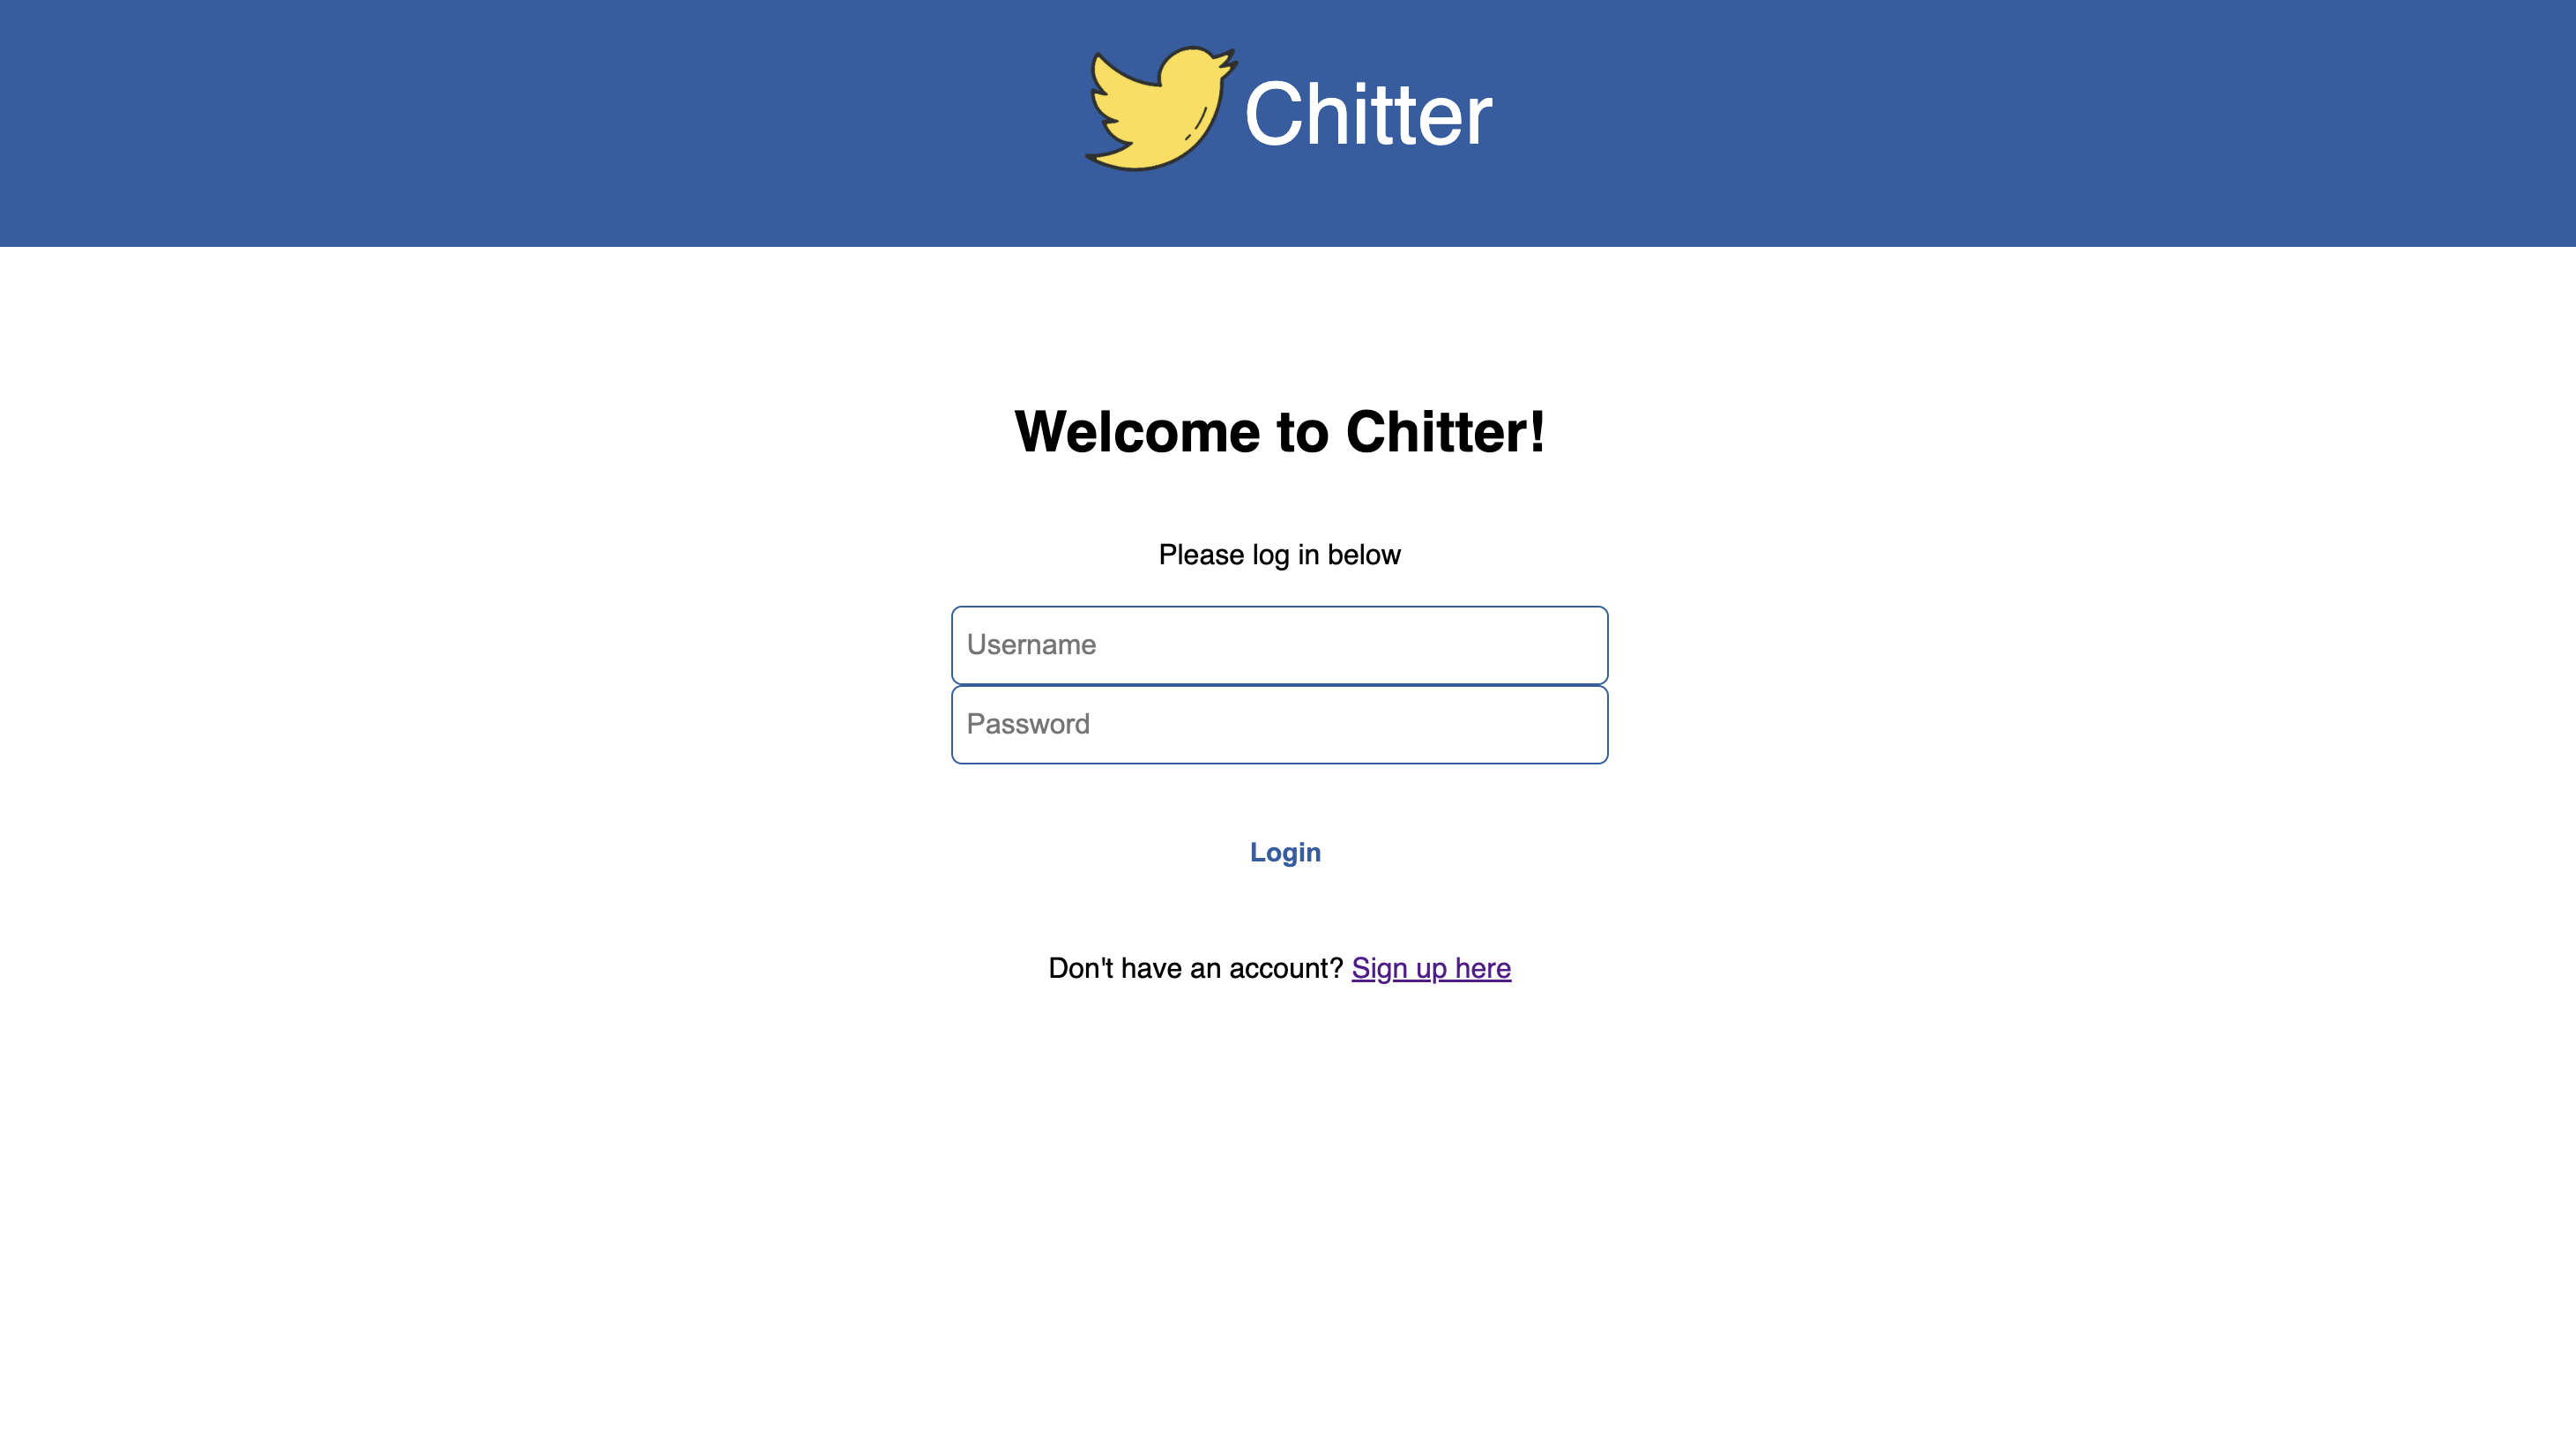 Chitter
Welcome to Chitter!
Please log in below
Username
Password
Login
Don't have an account? Sign up here